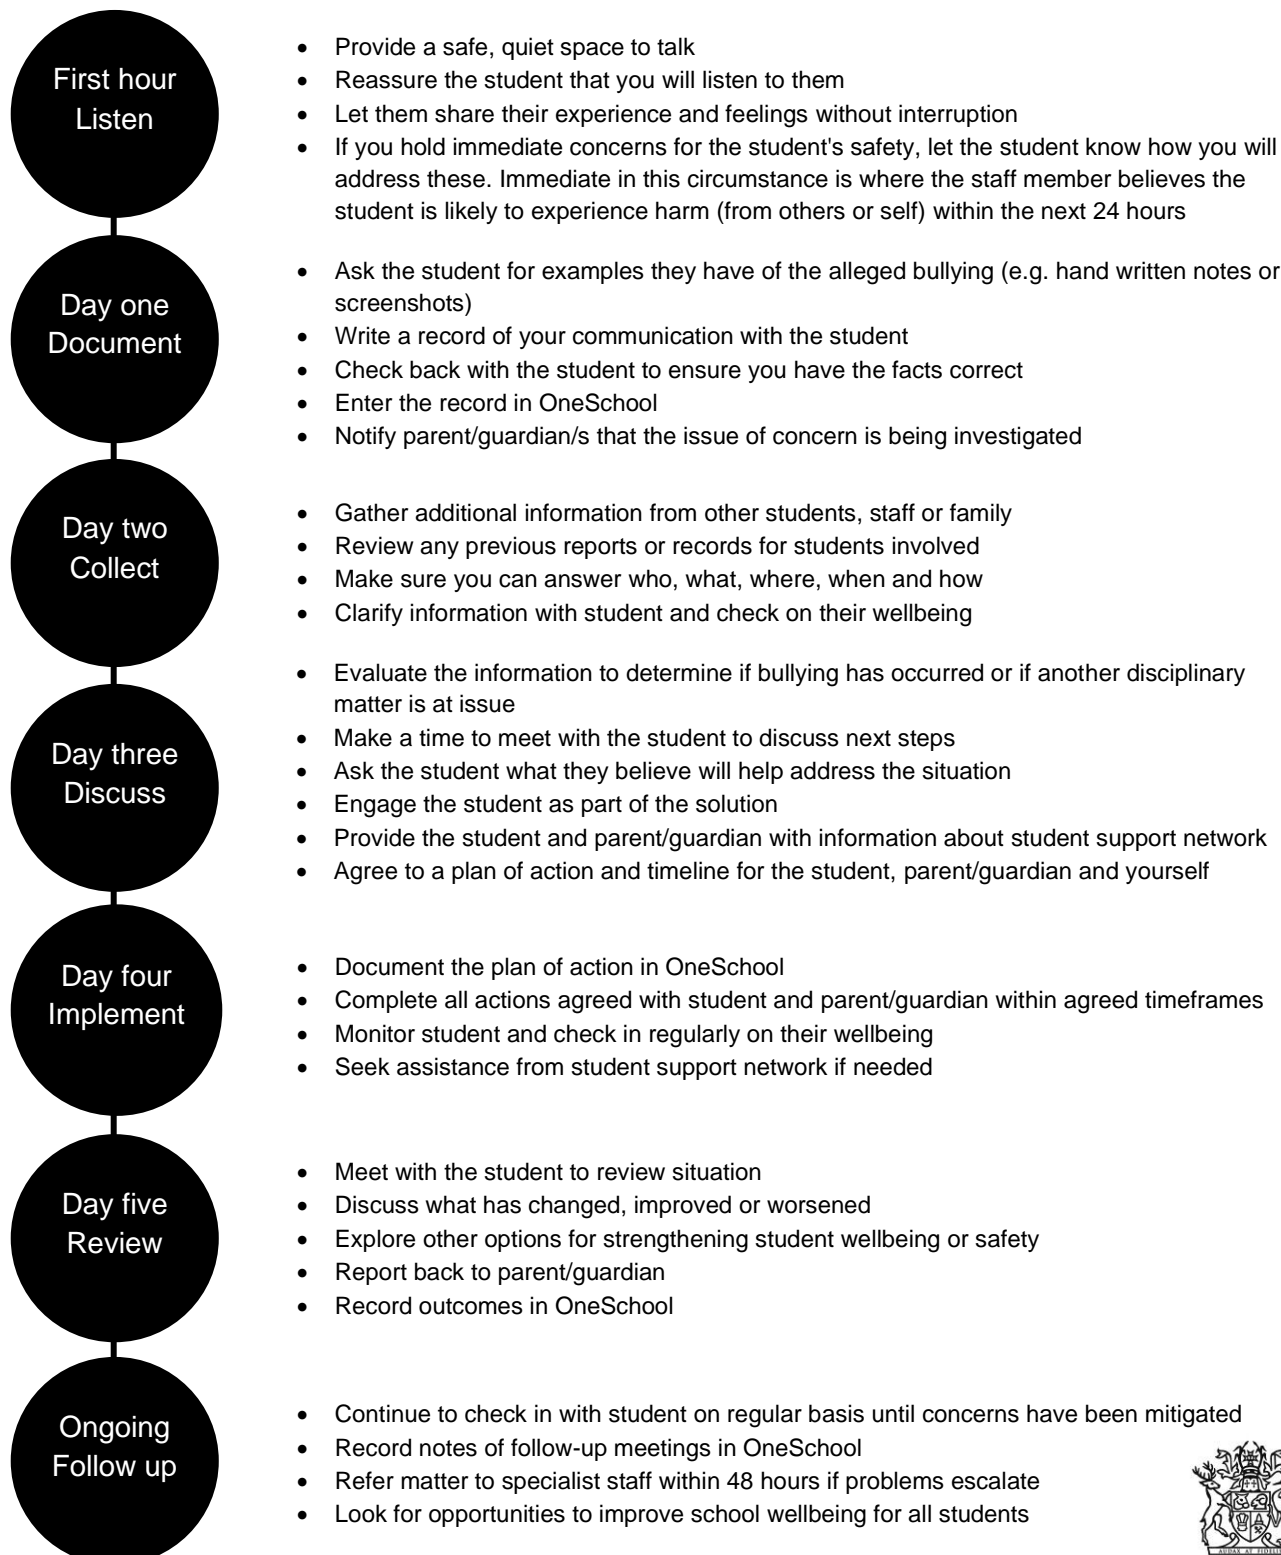 First hour
Listen
• Provide a safe, quiet space to talk
• Reassure the student that you will listen to them
• Let them share their experience and feelings without interruption
• If you hold immediate concerns for the student's safety, let the student know how you will
address these. Immediate in this circumstance is where the staff member believes the
student is likely to experience harm (from others or self) within the next 24 hours
Day one
Document
• Ask the student for examples they have of the alleged bullying (e.g. hand written notes or
screenshots)
• Write a record of your communication with the student
• Check back with the student to ensure you have the facts correct
• Enter the record in OneSchool
• Notify parent/guardian/s that the issue of concern is being investigated
Day two
Collect
• Gather additional information from other students, staff or family
• Review any previous reports or records for students involved
• Make sure you can answer who, what, where, when and how
• Clarify information with student and check on their wellbeing
Day three
Discuss
• Evaluate the information to determine if bullying has occurred or if another disciplinary
matter is at issue
• Make a time to meet with the student to discuss next steps
• Ask the student what they believe will help address the situation
• Engage the student as part of the solution
• Provide the student and parent/guardian with information about student support network
• Agree to a plan of action and timeline for the student, parent/guardian and yourself
Day four
Implement
• Document the plan of action in OneSchool
• Complete all actions agreed with student and parent/guardian within agreed timeframes
• Monitor student and check in regularly on their wellbeing
• Seek assistance from student support network if needed
Day five
Review
• Meet with the student to review situation
• Discuss what has changed, improved or worsened
• Explore other options for strengthening student wellbeing or safety
• Report back to parent/guardian
• Record outcomes in OneSchool
Ongoing
Follow up
• Continue to check in with student on regular basis until concerns have been mitigated
• Record notes of follow-up meetings in OneSchool
• Refer matter to specialist staff within 48 hours if problems escalate
• Look for opportunities to improve school wellbeing for all students
AUDAX AT